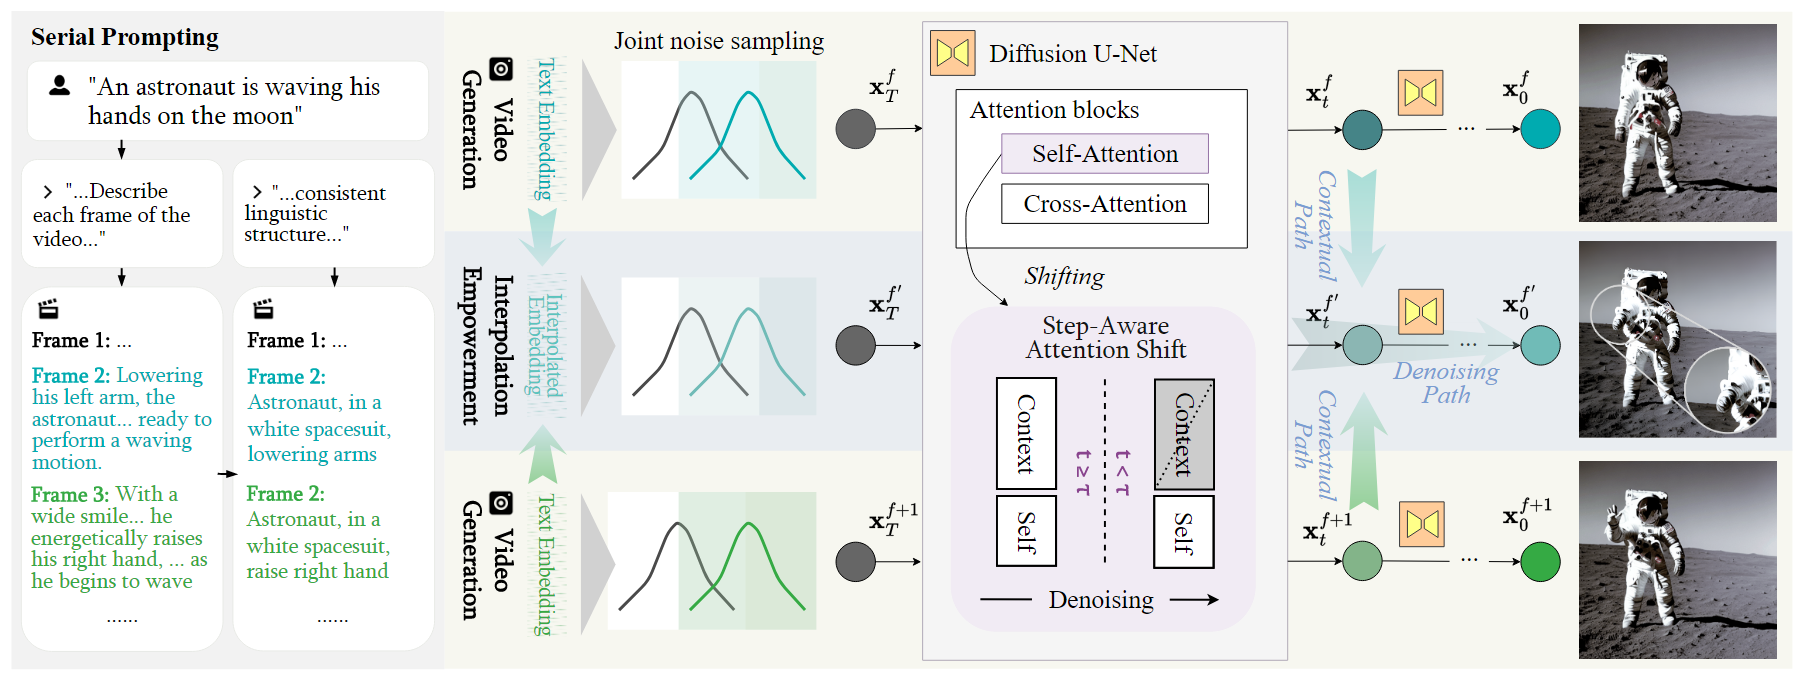 Serial Prompting
"An astronaut is waving his
hands on the moon"
"...Describe
each frame of the
video..."
"...consistent
linguistic
structure..."
Frame 1: ...
Frame 2: Lowering
his left arm, the
astronaut... ready to
perform a waving
motion.
Frame 3: With a
wide smile... he
energetically raises
his right hand, ... as
he begins to wave
......
Frame 1: ...
Frame 2:
Astronaut, in a
white spacesuit,
lowering arms
Frame 2:
Astronaut, in a
white spacesuit,
raise right hand
......
Video
Generation
Text Embedding
Joint noise sampling
Interpolation
Empowerment
Interpolated
Embedding
Video
Generation
Text Embedding
x_T^f
x_T^{f'}
x_T^{f+1}
Diffusion U-Net
Attention blocks
Self-Attention
Cross-Attention
Shifting
Step-Aware
Attention Shift
Context
Self
t ≥ τ
t < τ
Context
Self
Denoising
x_t^f
...
x_0^f
Contextual
Path
x_t^{f'}
...
x_0^{f'}
Denoising
Path
Contextual
Path
x_t^{f+1}
...
x_0^{f+1}